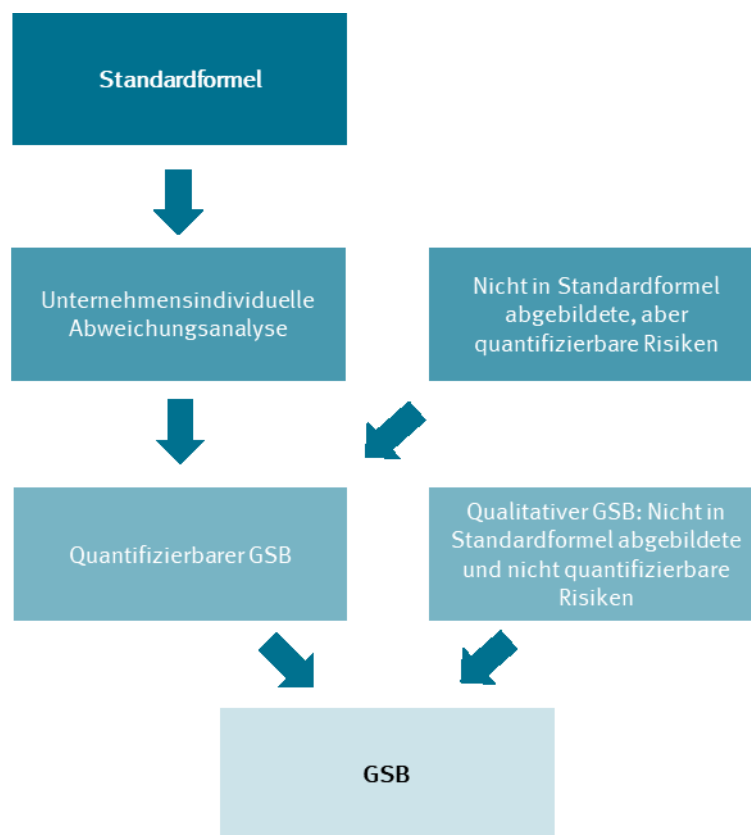 Standardformel
Unternehmensindividuelle
Abweichungsanalyse
Nicht in Standardformel
abgebildete, aber
quantifizierbare Risiken
Quantifizierbarer GSB
Qualitativer GSB: Nicht in
Standardformel abgebildete
und nicht quantifizierbare
Risiken
GSB